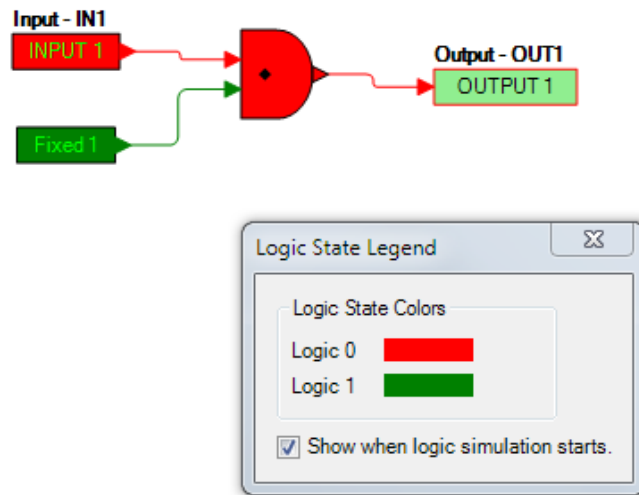 Input - IN1
INPUT 1
Output - OUT1
OUTPUT 1
Fixed 1
Logic State Legend
Logic State Colors
Logic 0
Logic 1
Show when logic simulation starts.